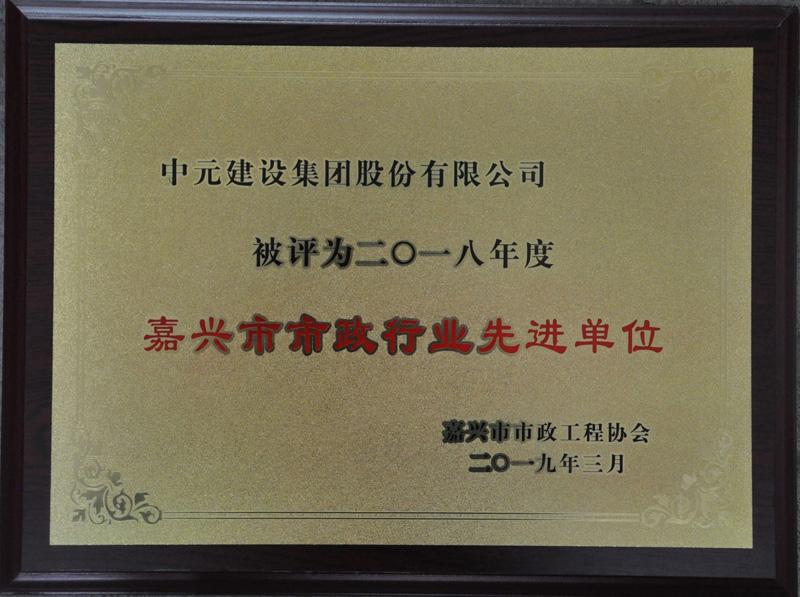 中元建设集团股份有限公司
被评为二〇一八年度
嘉兴市市政行业先进单位
嘉兴市市政工程协会
二〇一九年三月